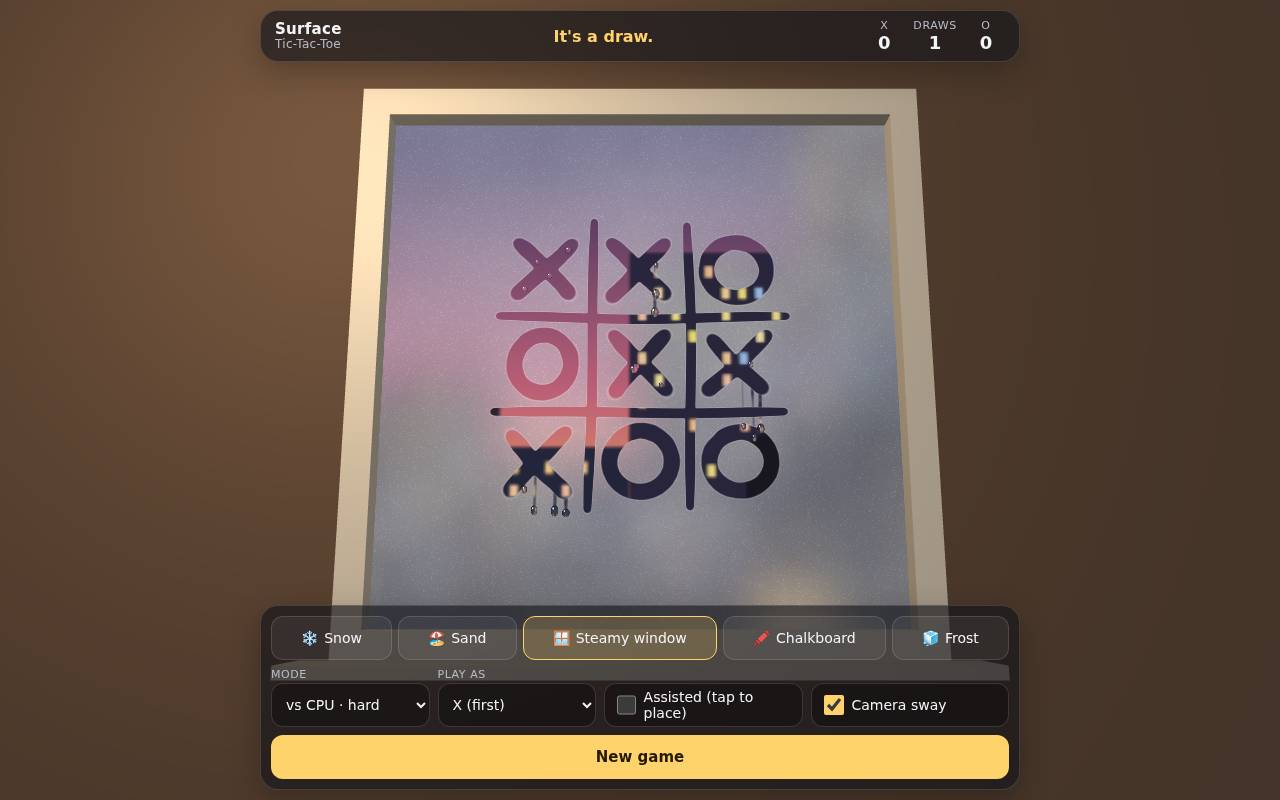 Surface
Tic-Tac-Toe
It's a draw.
X DRAWS O
0 1 0
X X O
O X X
X O O
❄️ Snow 🏖️ Sand 🪟 Steamy window 🧨 Chalkboard 🧊 Frost
MODE PLAY AS
vs CPU · hard X (first) Assisted (tap to place) Camera sway
New game